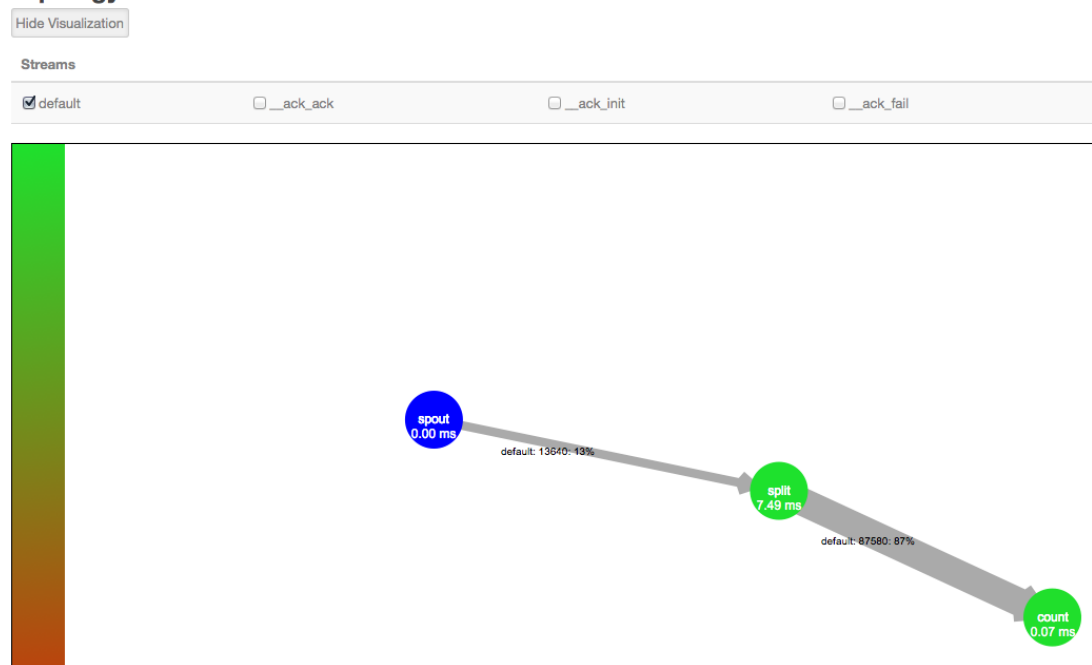 Hide Visualization
Streams
default
__ack_ack
__ack_init
__ack_fail
spout
0.00 ms
default: 13640: 13%
split
7.49 ms
default: 87580: 87%
count
0.07 ms